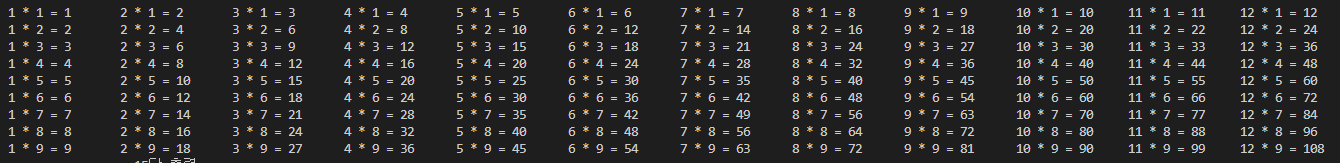 1 * 1 = 1 2 * 1 = 2 3 * 1 = 3 4 * 1 = 4 5 * 1 = 5 6 * 1 = 6 7 * 1 = 7 8 * 1 = 8 9 * 1 = 9 10 * 1 = 10 11 * 1 = 11 12 * 1 = 12
1 * 2 = 2 2 * 2 = 4 3 * 2 = 6 4 * 2 = 8 5 * 2 = 10 6 * 2 = 12 7 * 2 = 14 8 * 2 = 16 9 * 2 = 18 10 * 2 = 20 11 * 2 = 22 12 * 2 = 24
1 * 3 = 3 2 * 3 = 6 3 * 3 = 9 4 * 3 = 12 5 * 3 = 15 6 * 3 = 18 7 * 3 = 21 8 * 3 = 24 9 * 3 = 27 10 * 3 = 30 11 * 3 = 33 12 * 3 = 36
1 * 4 = 4 2 * 4 = 8 3 * 4 = 12 4 * 4 = 16 5 * 4 = 20 6 * 4 = 24 7 * 4 = 28 8 * 4 = 32 9 * 4 = 36 10 * 4 = 40 11 * 4 = 44 12 * 4 = 48
1 * 5 = 5 2 * 5 = 10 3 * 5 = 15 4 * 5 = 20 5 * 5 = 25 6 * 5 = 30 7 * 5 = 35 8 * 5 = 40 9 * 5 = 45 10 * 5 = 50 11 * 5 = 55 12 * 5 = 60
1 * 6 = 6 2 * 6 = 12 3 * 6 = 18 4 * 6 = 24 5 * 6 = 30 6 * 6 = 36 7 * 6 = 42 8 * 6 = 48 9 * 6 = 54 10 * 6 = 60 11 * 6 = 66 12 * 6 = 72
1 * 7 = 7 2 * 7 = 14 3 * 7 = 21 4 * 7 = 28 5 * 7 = 35 6 * 7 = 42 7 * 7 = 49 8 * 7 = 56 9 * 7 = 63 10 * 7 = 70 11 * 7 = 77 12 * 7 = 84
1 * 8 = 8 2 * 8 = 16 3 * 8 = 24 4 * 8 = 32 5 * 8 = 40 6 * 8 = 48 7 * 8 = 56 8 * 8 = 64 9 * 8 = 72 10 * 8 = 80 11 * 8 = 88 12 * 8 = 96
1 * 9 = 9 2 * 9 = 18 3 * 9 = 27 4 * 9 = 36 5 * 9 = 45 6 * 9 = 54 7 * 9 = 63 8 * 9 = 72 9 * 9 = 81 10 * 9 = 90 11 * 9 = 99 12 * 9 = 108